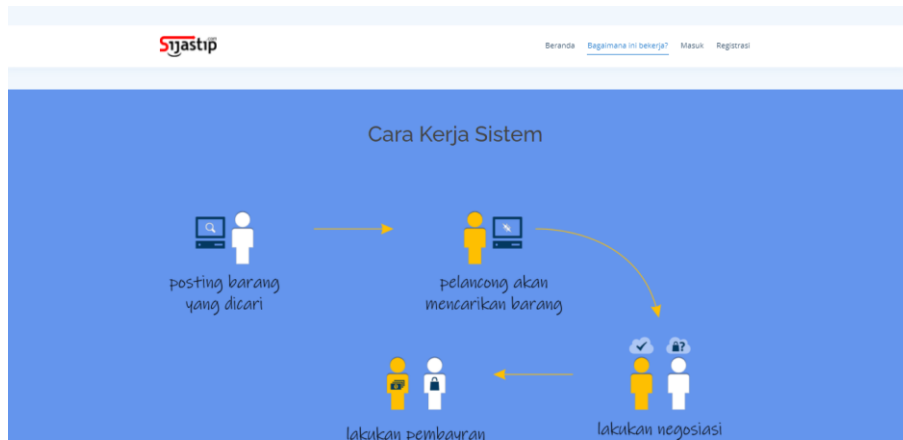 Sijastip
Beranda Bagaimana ini bekerja? Masuk Registrasi
Cara Kerja Sistem
posting barang
yang dicari
pelancong akan
mencarikan barang
lakukan negosiasi
lakukan pembayran